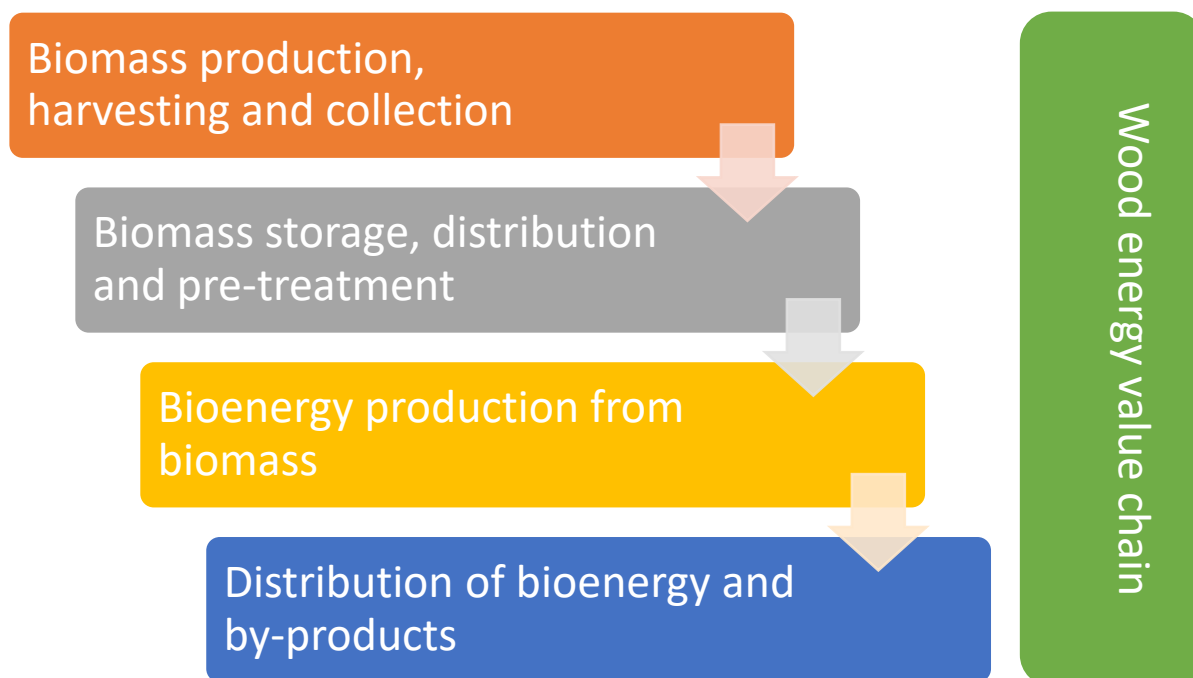 Biomass production,
harvesting and collection
Biomass storage, distribution
and pre-treatment
Bioenergy production from
biomass
Distribution of bioenergy and
by-products
Wood energy value chain